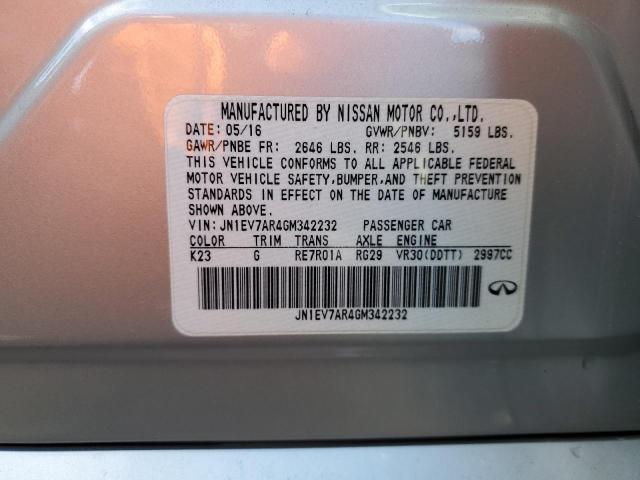 MANUFACTURED BY NISSAN MOTOR CO.,LTD.
DATE: 05/16 GVWR/PNBV: 5159 LBS.
GAWR/PNBE FR: 2646 LBS. RR: 2546 LBS.
THIS VEHICLE CONFORMS TO ALL APPLICABLE FEDERAL
MOTOR VEHICLE SAFETY,BUMPER,AND THEFT PREVENTION
STANDARDS IN EFFECT ON THE DATE OF MANUFACTURE
SHOWN ABOVE.
VIN:JN1EV7AR4GM342232 PASSENGER CAR
COLOR TRIM TRANS AXLE ENGINE
K23 G RE7R01A RG29 VR30(DDTT) 2997CC
JN1EV7AR4GM342232